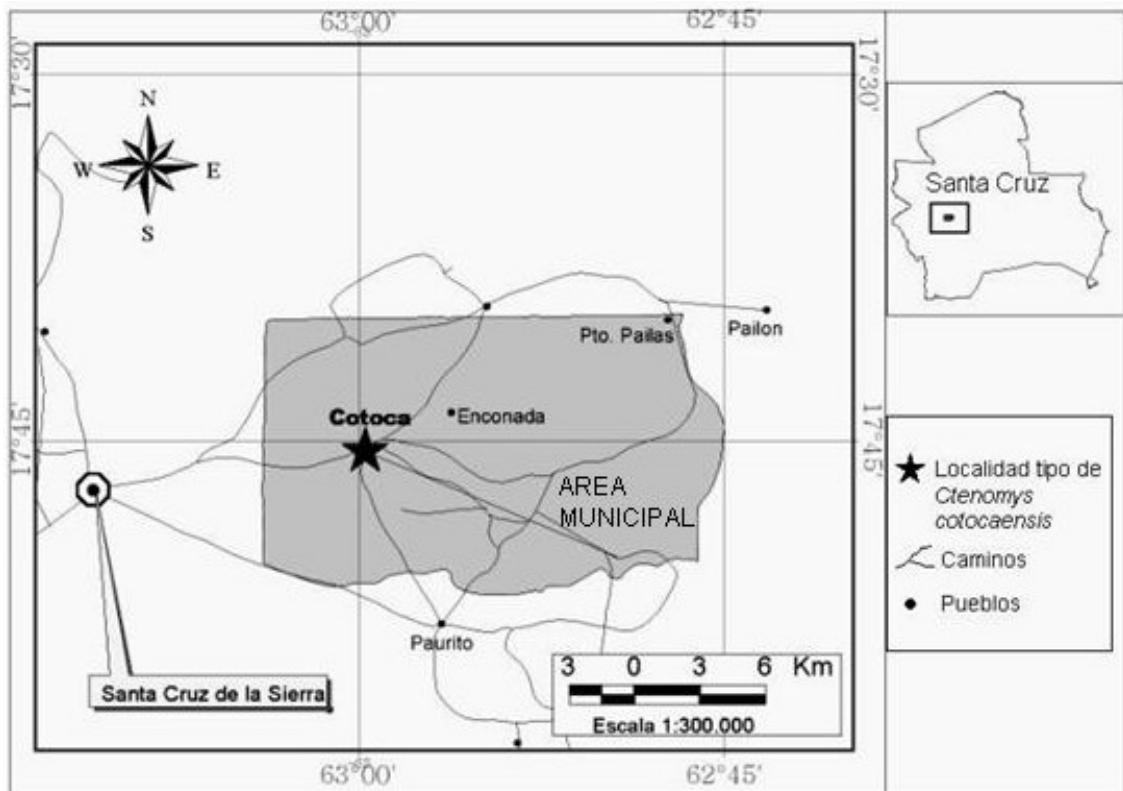 63°00'
62°45'
17°30'
17°30'
N
W
E
S
Santa Cruz
Pto. Pailas
Pailon
Cotoca
Enconada
17°45'
17°45'
AREA
MUNICIPAL
Localidad tipo de
Ctenomys
cotocaensis
Caminos
Pueblos
Paurito
Santa Cruz de la Sierra
3 0 3 6 Km
Escala 1:300.000
63°00'
62°45'